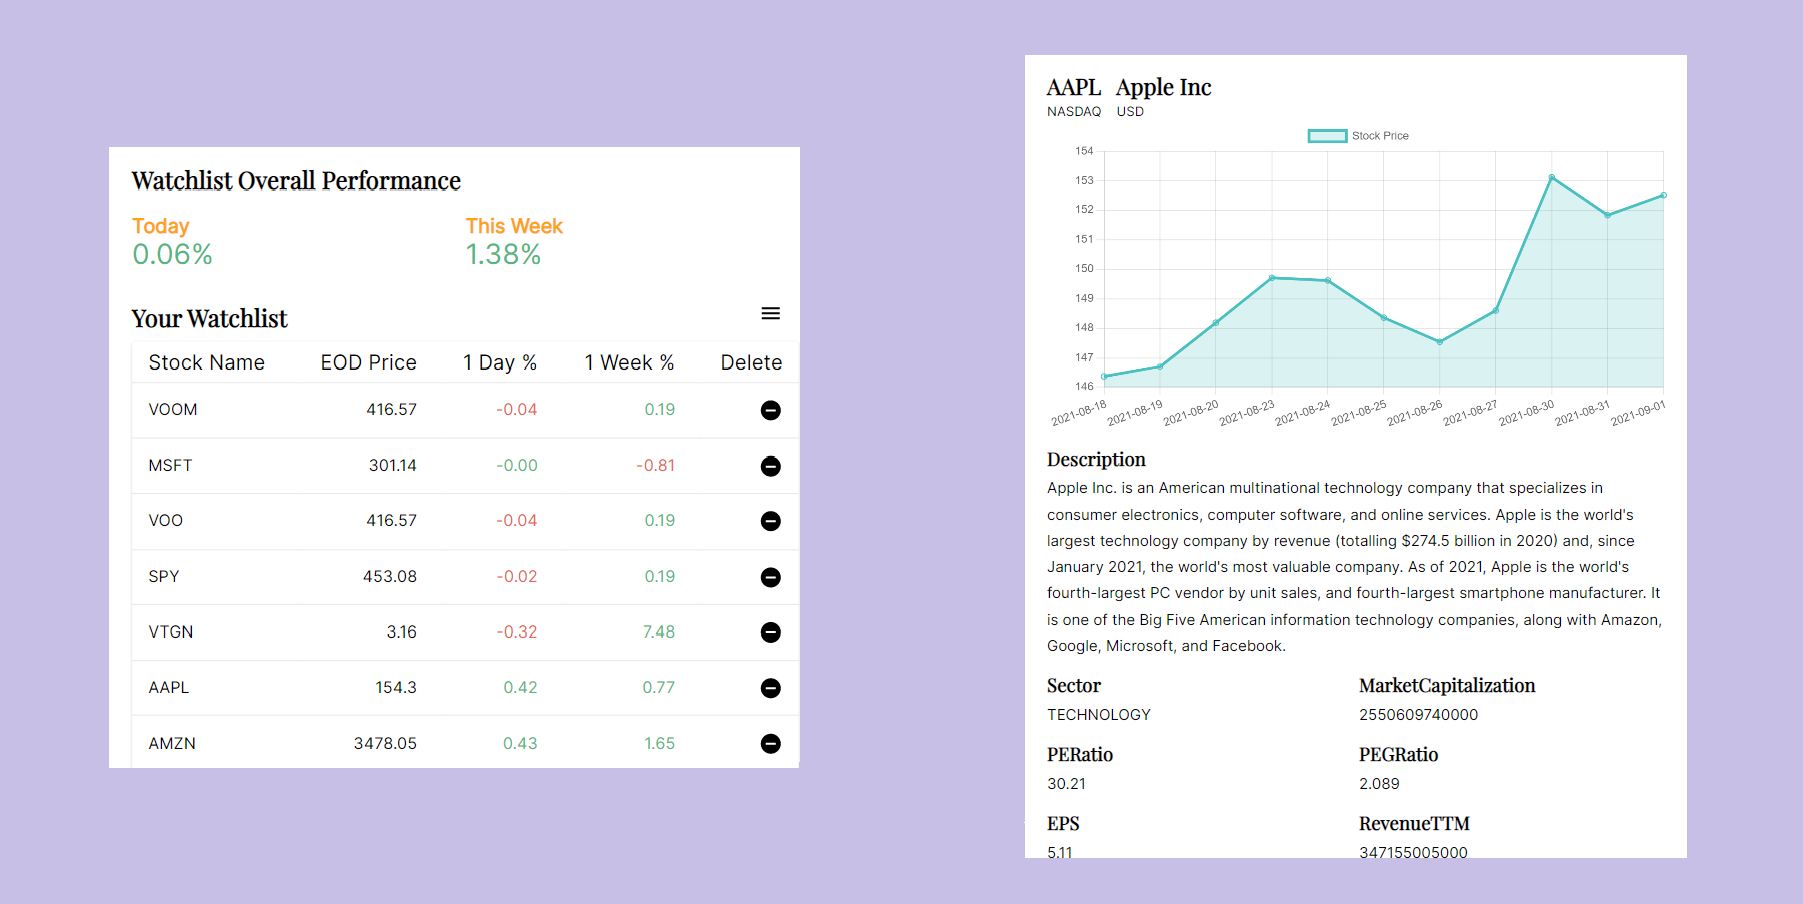 Watchlist Overall Performance
Today This Week
0.06% 1.38%
Your Watchlist
Stock Name EOD Price 1 Day % 1 Week % Delete
VOOM 416.57 -0.04 0.19
MSFT 301.14 -0.00 -0.81
VOO 416.57 -0.04 0.19
SPY 453.08 -0.02 0.19
VTGN 3.16 -0.32 7.48
AAPL 154.3 0.42 0.77
AMZN 3478.05 0.43 1.65
AAPL Apple Inc
NASDAQ USD
Stock Price
154
153
152
151
150
149
148
147
146
2021-08-18 2021-08-19 2021-08-20 2021-08-23 2021-08-24 2021-08-25 2021-08-26 2021-08-27 2021-08-30 2021-08-31 2021-09-01
Description
Apple Inc. is an American multinational technology company that specializes in
consumer electronics, computer software, and online services. Apple is the world's
largest technology company by revenue (totalling $274.5 billion in 2020) and, since
January 2021, the world's most valuable company. As of 2021, Apple is the world's
fourth-largest PC vendor by unit sales, and fourth-largest smartphone manufacturer. It
is one of the Big Five American information technology companies, along with Amazon,
Google, Microsoft, and Facebook.
Sector MarketCapitalization
TECHNOLOGY 2550609740000
PERatio PEGRatio
30.21 2.089
EPS RevenueTTM
5.11 347155005000